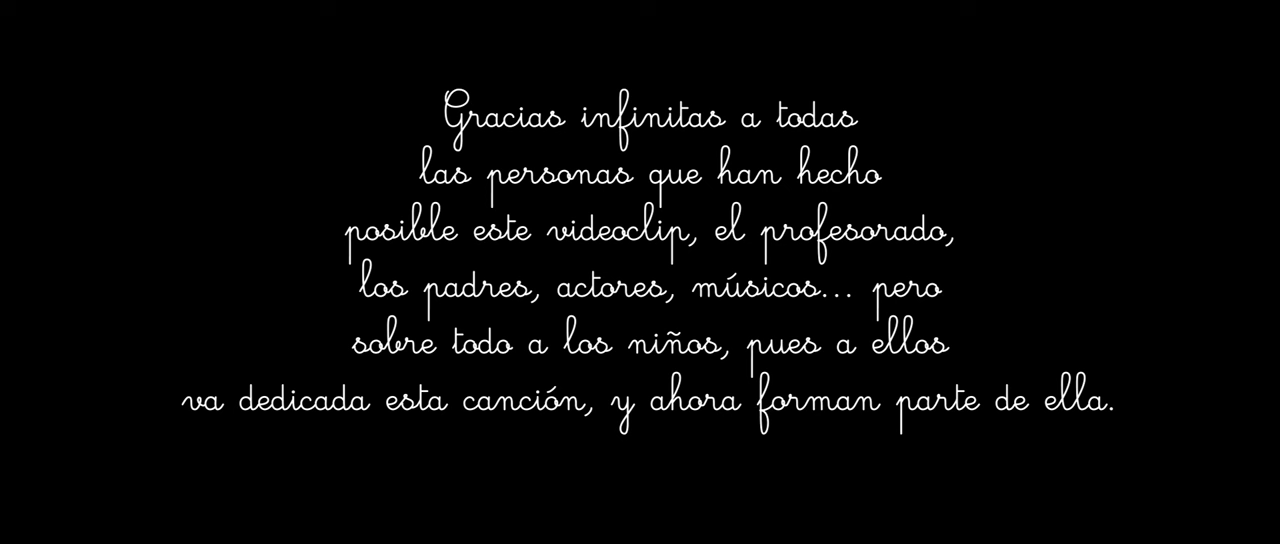 Gracias infinitas a todas
las personas que han hecho
posible este videoclip, el profesorado,
los padres, actores, músicos... pero
sobre todo a los niños, pues a ellos
va dedicada esta canción, y ahora forman parte de ella.